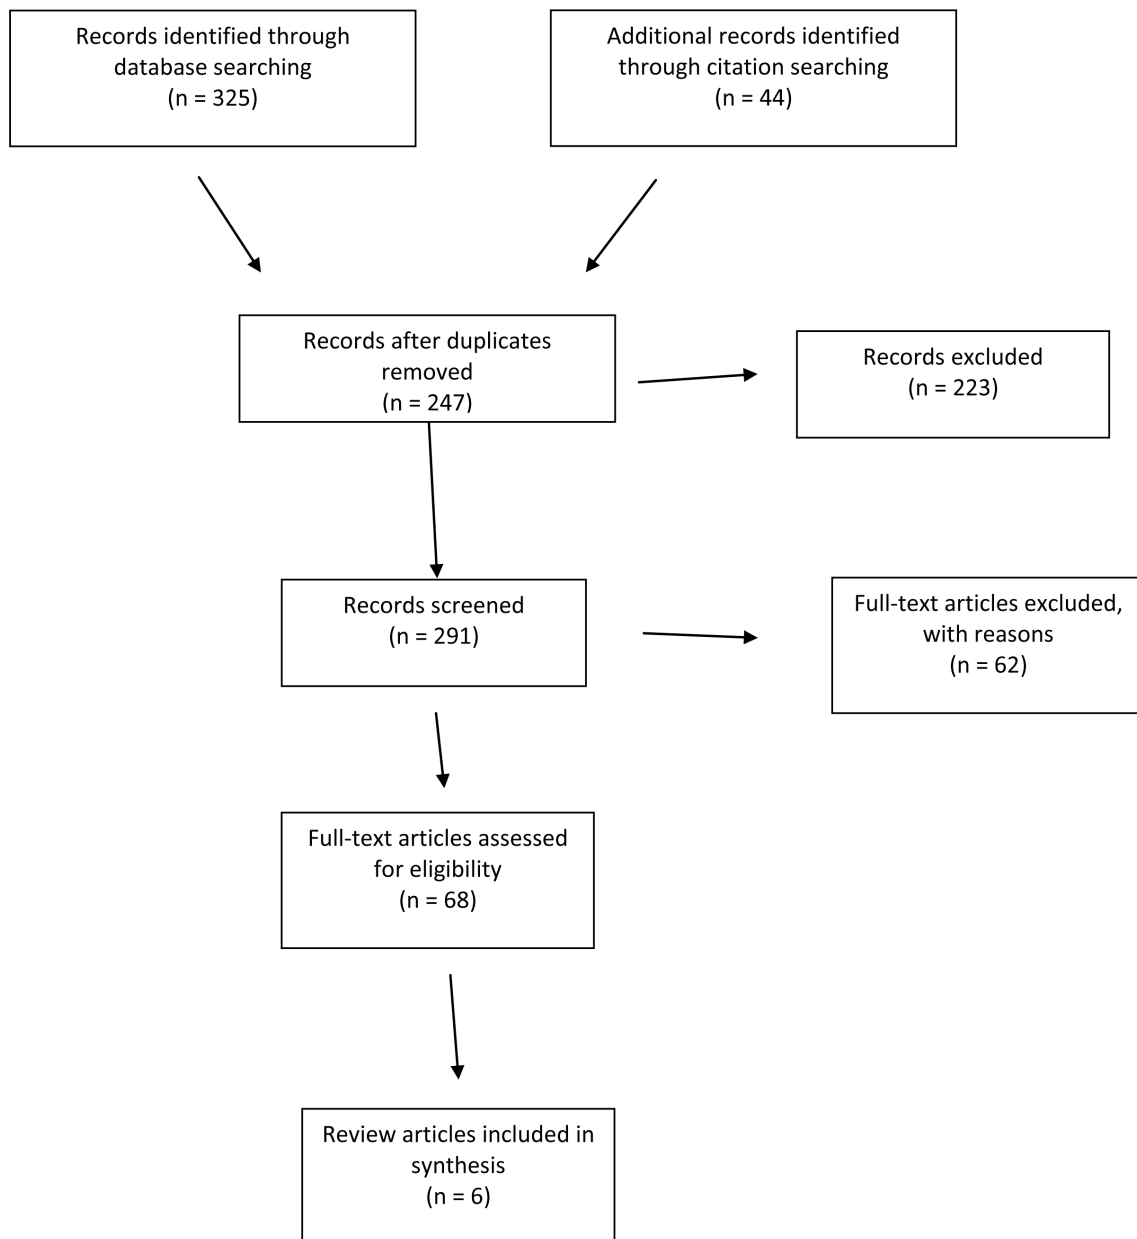 Records identified through
database searching
(n = 325)
Additional records identified
through citation searching
(n = 44)
Records after duplicates
removed
(n = 247)
Records excluded
(n = 223)
Records screened
(n = 291)
Full-text articles excluded,
with reasons
(n = 62)
Full-text articles assessed
for eligibility
(n = 68)
Review articles included in
synthesis
(n = 6)